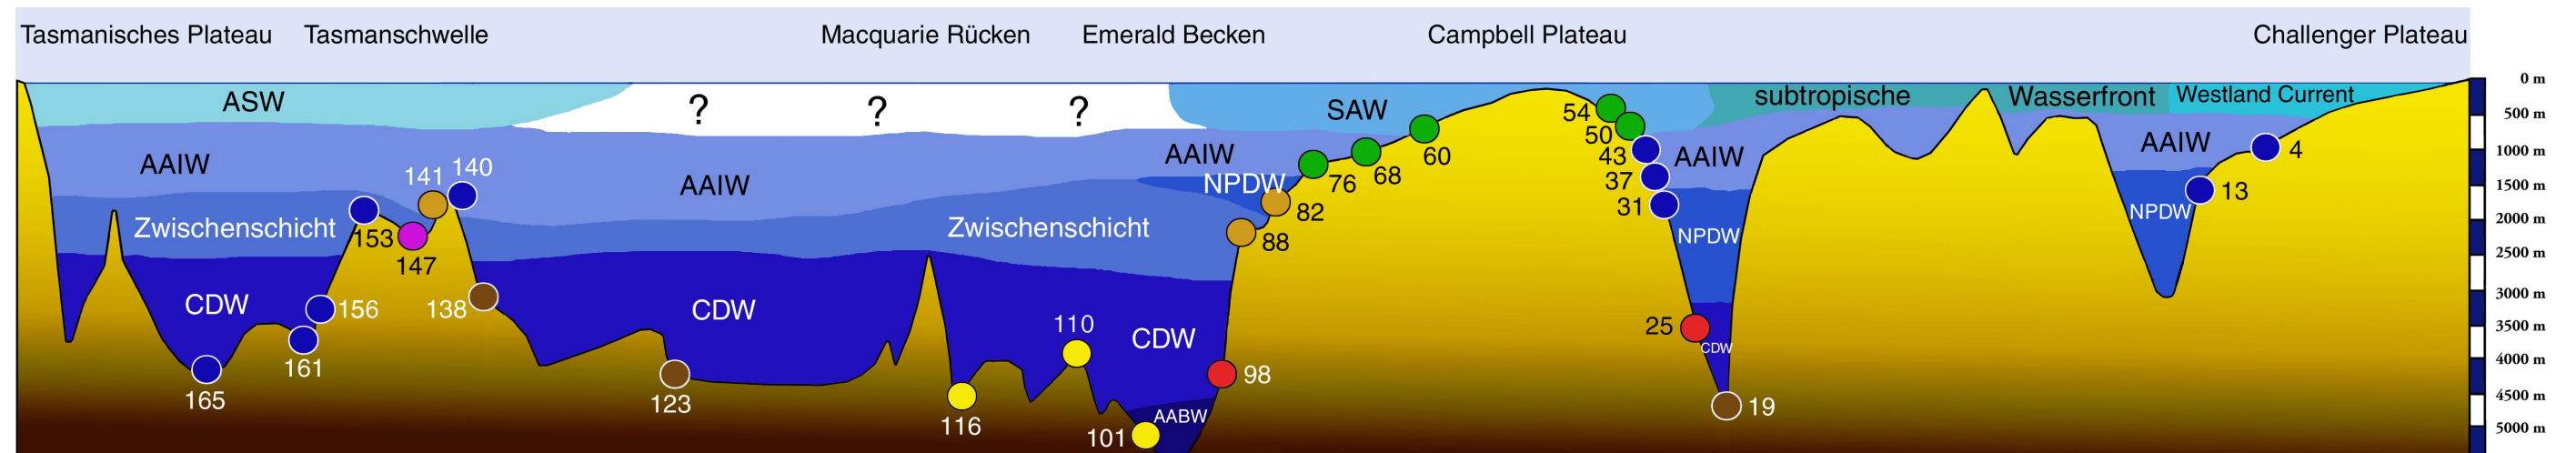 Tasmanisches Plateau Tasmanschwelle Macquarie Rücken Emerald Becken Campbell Plateau Challenger Plateau
0 m
ASW ? ? ? SAW subtropische Wasserfront Westland Current
54 500 m
50
60
43 1000 m
AAIW AAIW AAIW AAIW AAIW 4
141 140 76 68
37 1500 m
NPDW 13
82 31 NPDW 2000 m
Zwischenschicht 153 Zwischenschicht
88 NPDW
147 2500 m
3000 m
CDW 156 138 CDW
110 25 3500 m
CDW CDW
161 4000 m
98
165 123 19 4500 m
116 AABW
101 5000 m